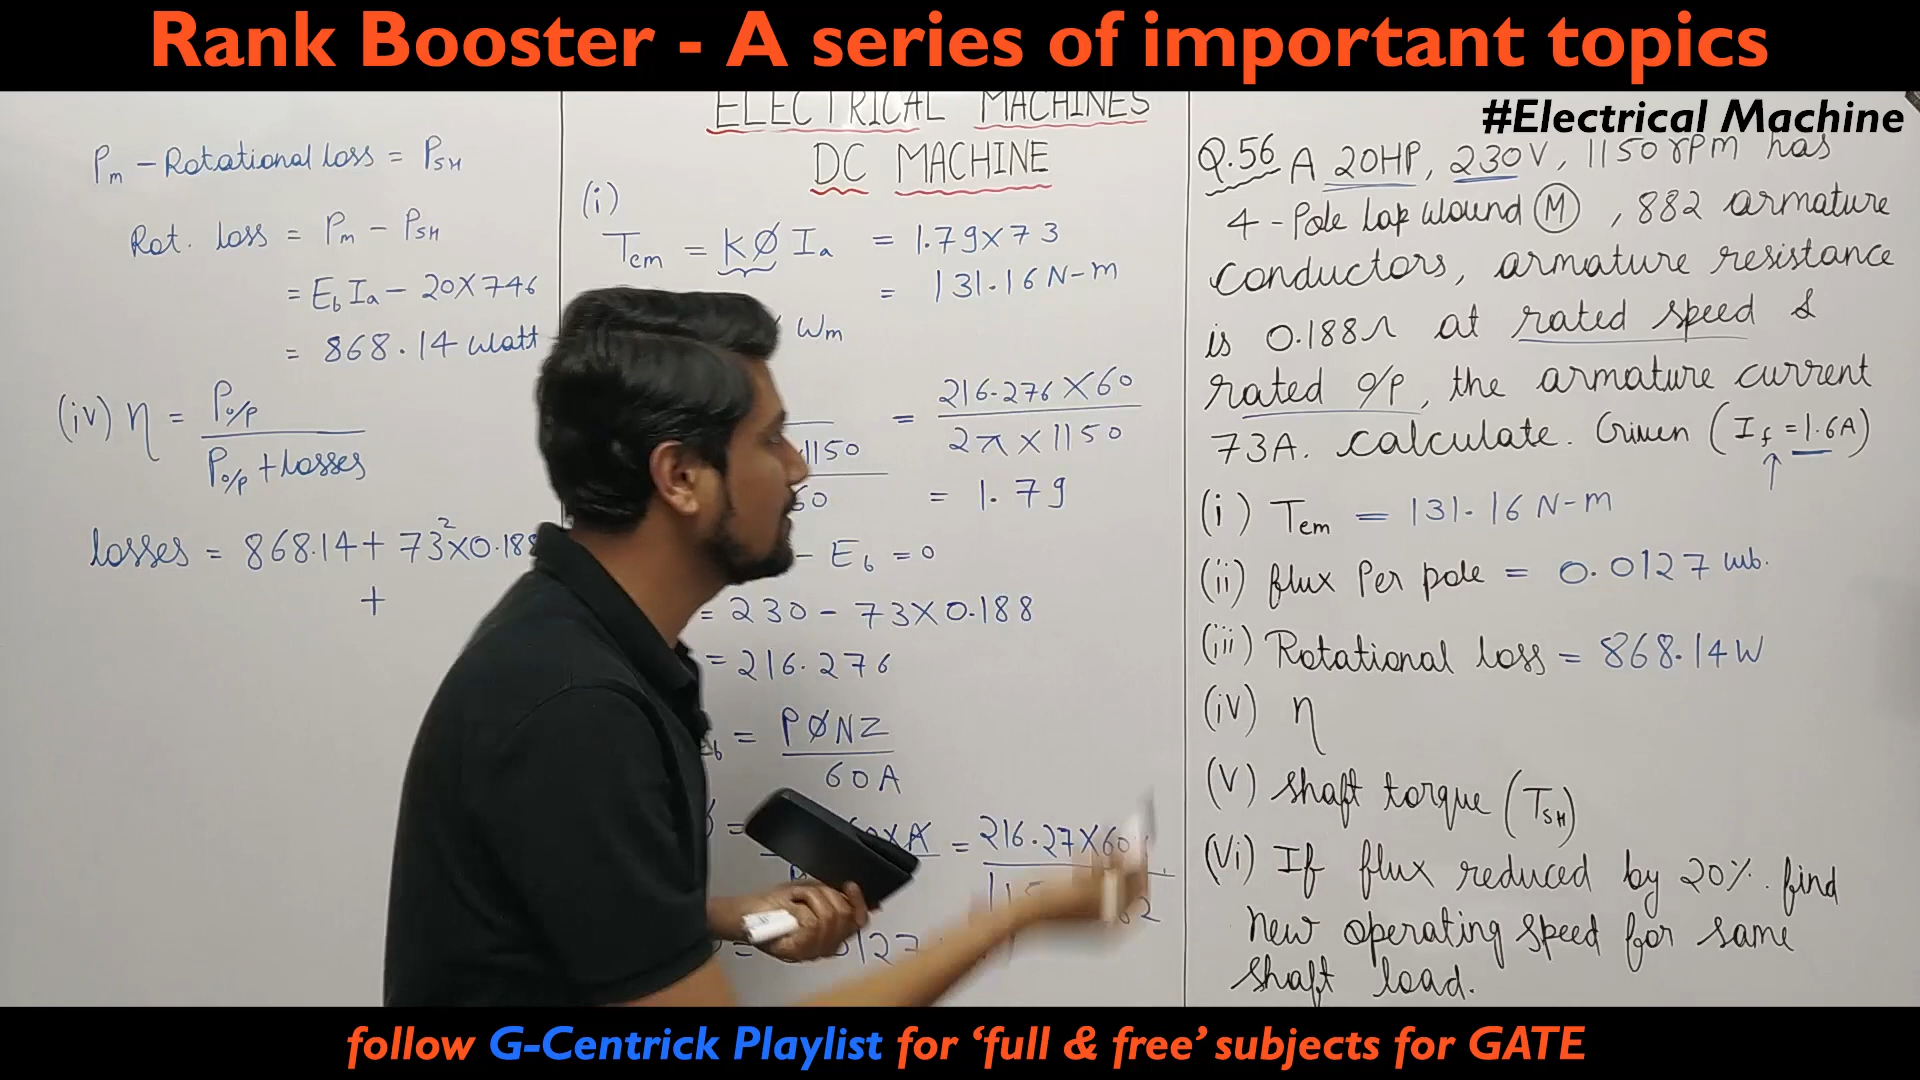 Rank Booster - A series of important topics
#Electrical Machine
Pm - Rotational loss = PSH
Rot. loss = Pm - PSH
= EbIa - 20×746
= 868.14 watt
(iv) η = Po/p
Po/p + losses
losses = 868.14 + 73²×0.188
+
ELECTRICAL MACHINES
DC MACHINE
(i)
Tem = KØ Ia = 1.79×73
= 131.16 N-m
Wm
= 216.276×60
2π×1150
1150
60
= 1.79
- Eb = 0
= 230 - 73×0.188
= 216.276
= PØNZ
60A
= 216.27×60
Q.56 A 20HP, 230V, 1150rpm has
4-Pole lap wound (M), 882 armature
conductors, armature resistance
is 0.188Ω at rated speed &
rated o/p, the armature current
73A. calculate. Given (If = 1.6A)
(i) Tem = 131.16 N-m
(ii) flux Per pole = 0.0127 wb.
(iii) Rotational loss = 868.14W
(iv) η
(V) shaft torque (TSH)
(Vi) If flux reduced by 20%. find
New operating speed for same
shaft load.
follow G-Centrick Playlist for ‘full & free’ subjects for GATE